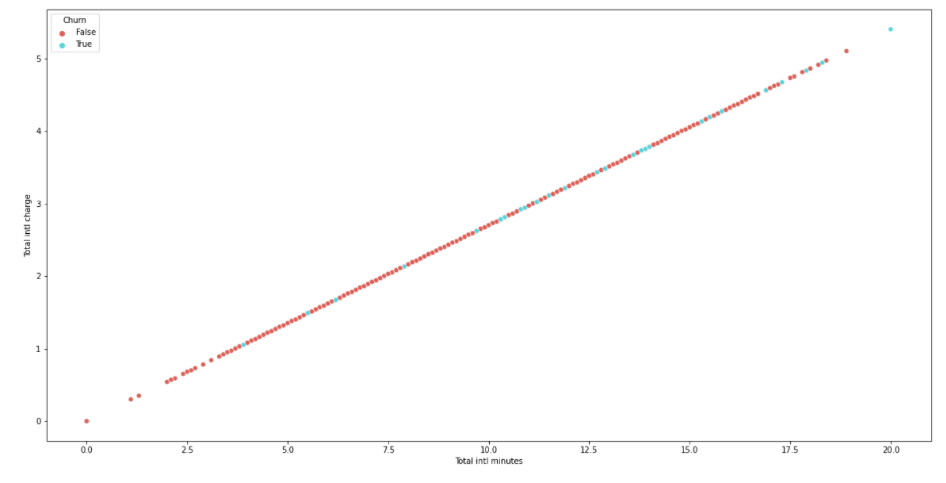 Churn
False
True
5
4
3
2
1
0
Total intl charge
0.0 2.5 5.0 7.5 10.0 12.5 15.0 17.5 20.0
Total intl minutes